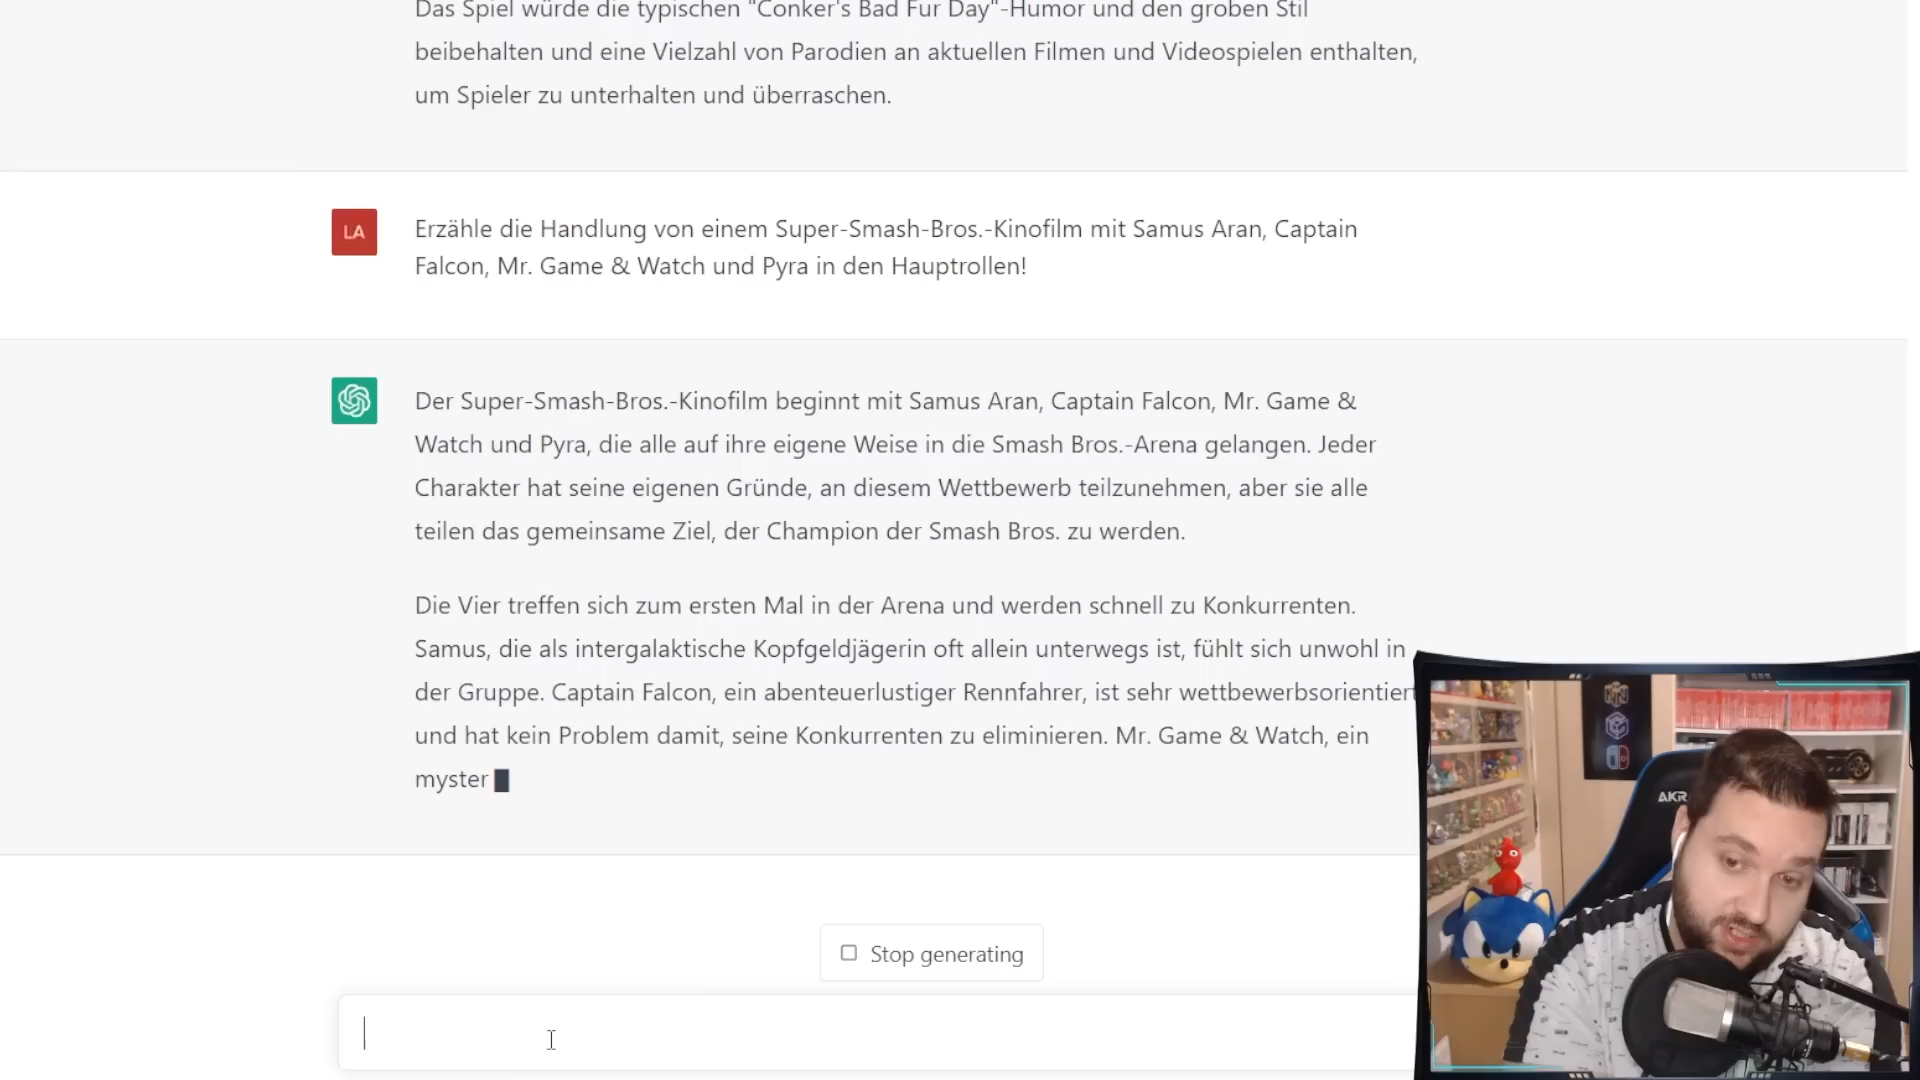 Das Spiel würde die typischen "Conker's Bad Fur Day"-Humor und den groben Stil
beibehalten und eine Vielzahl von Parodien an aktuellen Filmen und Videospielen enthalten,
um Spieler zu unterhalten und überraschen.
LA
Erzähle die Handlung von einem Super-Smash-Bros.-Kinofilm mit Samus Aran, Captain
Falcon, Mr. Game & Watch und Pyra in den Hauptrollen!
Der Super-Smash-Bros.-Kinofilm beginnt mit Samus Aran, Captain Falcon, Mr. Game &
Watch und Pyra, die alle auf ihre eigene Weise in die Smash Bros.-Arena gelangen. Jeder
Charakter hat seine eigenen Gründe, an diesem Wettbewerb teilzunehmen, aber sie alle
teilen das gemeinsame Ziel, der Champion der Smash Bros. zu werden.
Die Vier treffen sich zum ersten Mal in der Arena und werden schnell zu Konkurrenten.
Samus, die als intergalaktische Kopfgeldjägerin oft allein unterwegs ist, fühlt sich unwohl in
der Gruppe. Captain Falcon, ein abenteuerlustiger Rennfahrer, ist sehr wettbewerbsorientiert
und hat kein Problem damit, seine Konkurrenten zu eliminieren. Mr. Game & Watch, ein
myster
AKR
Stop generating